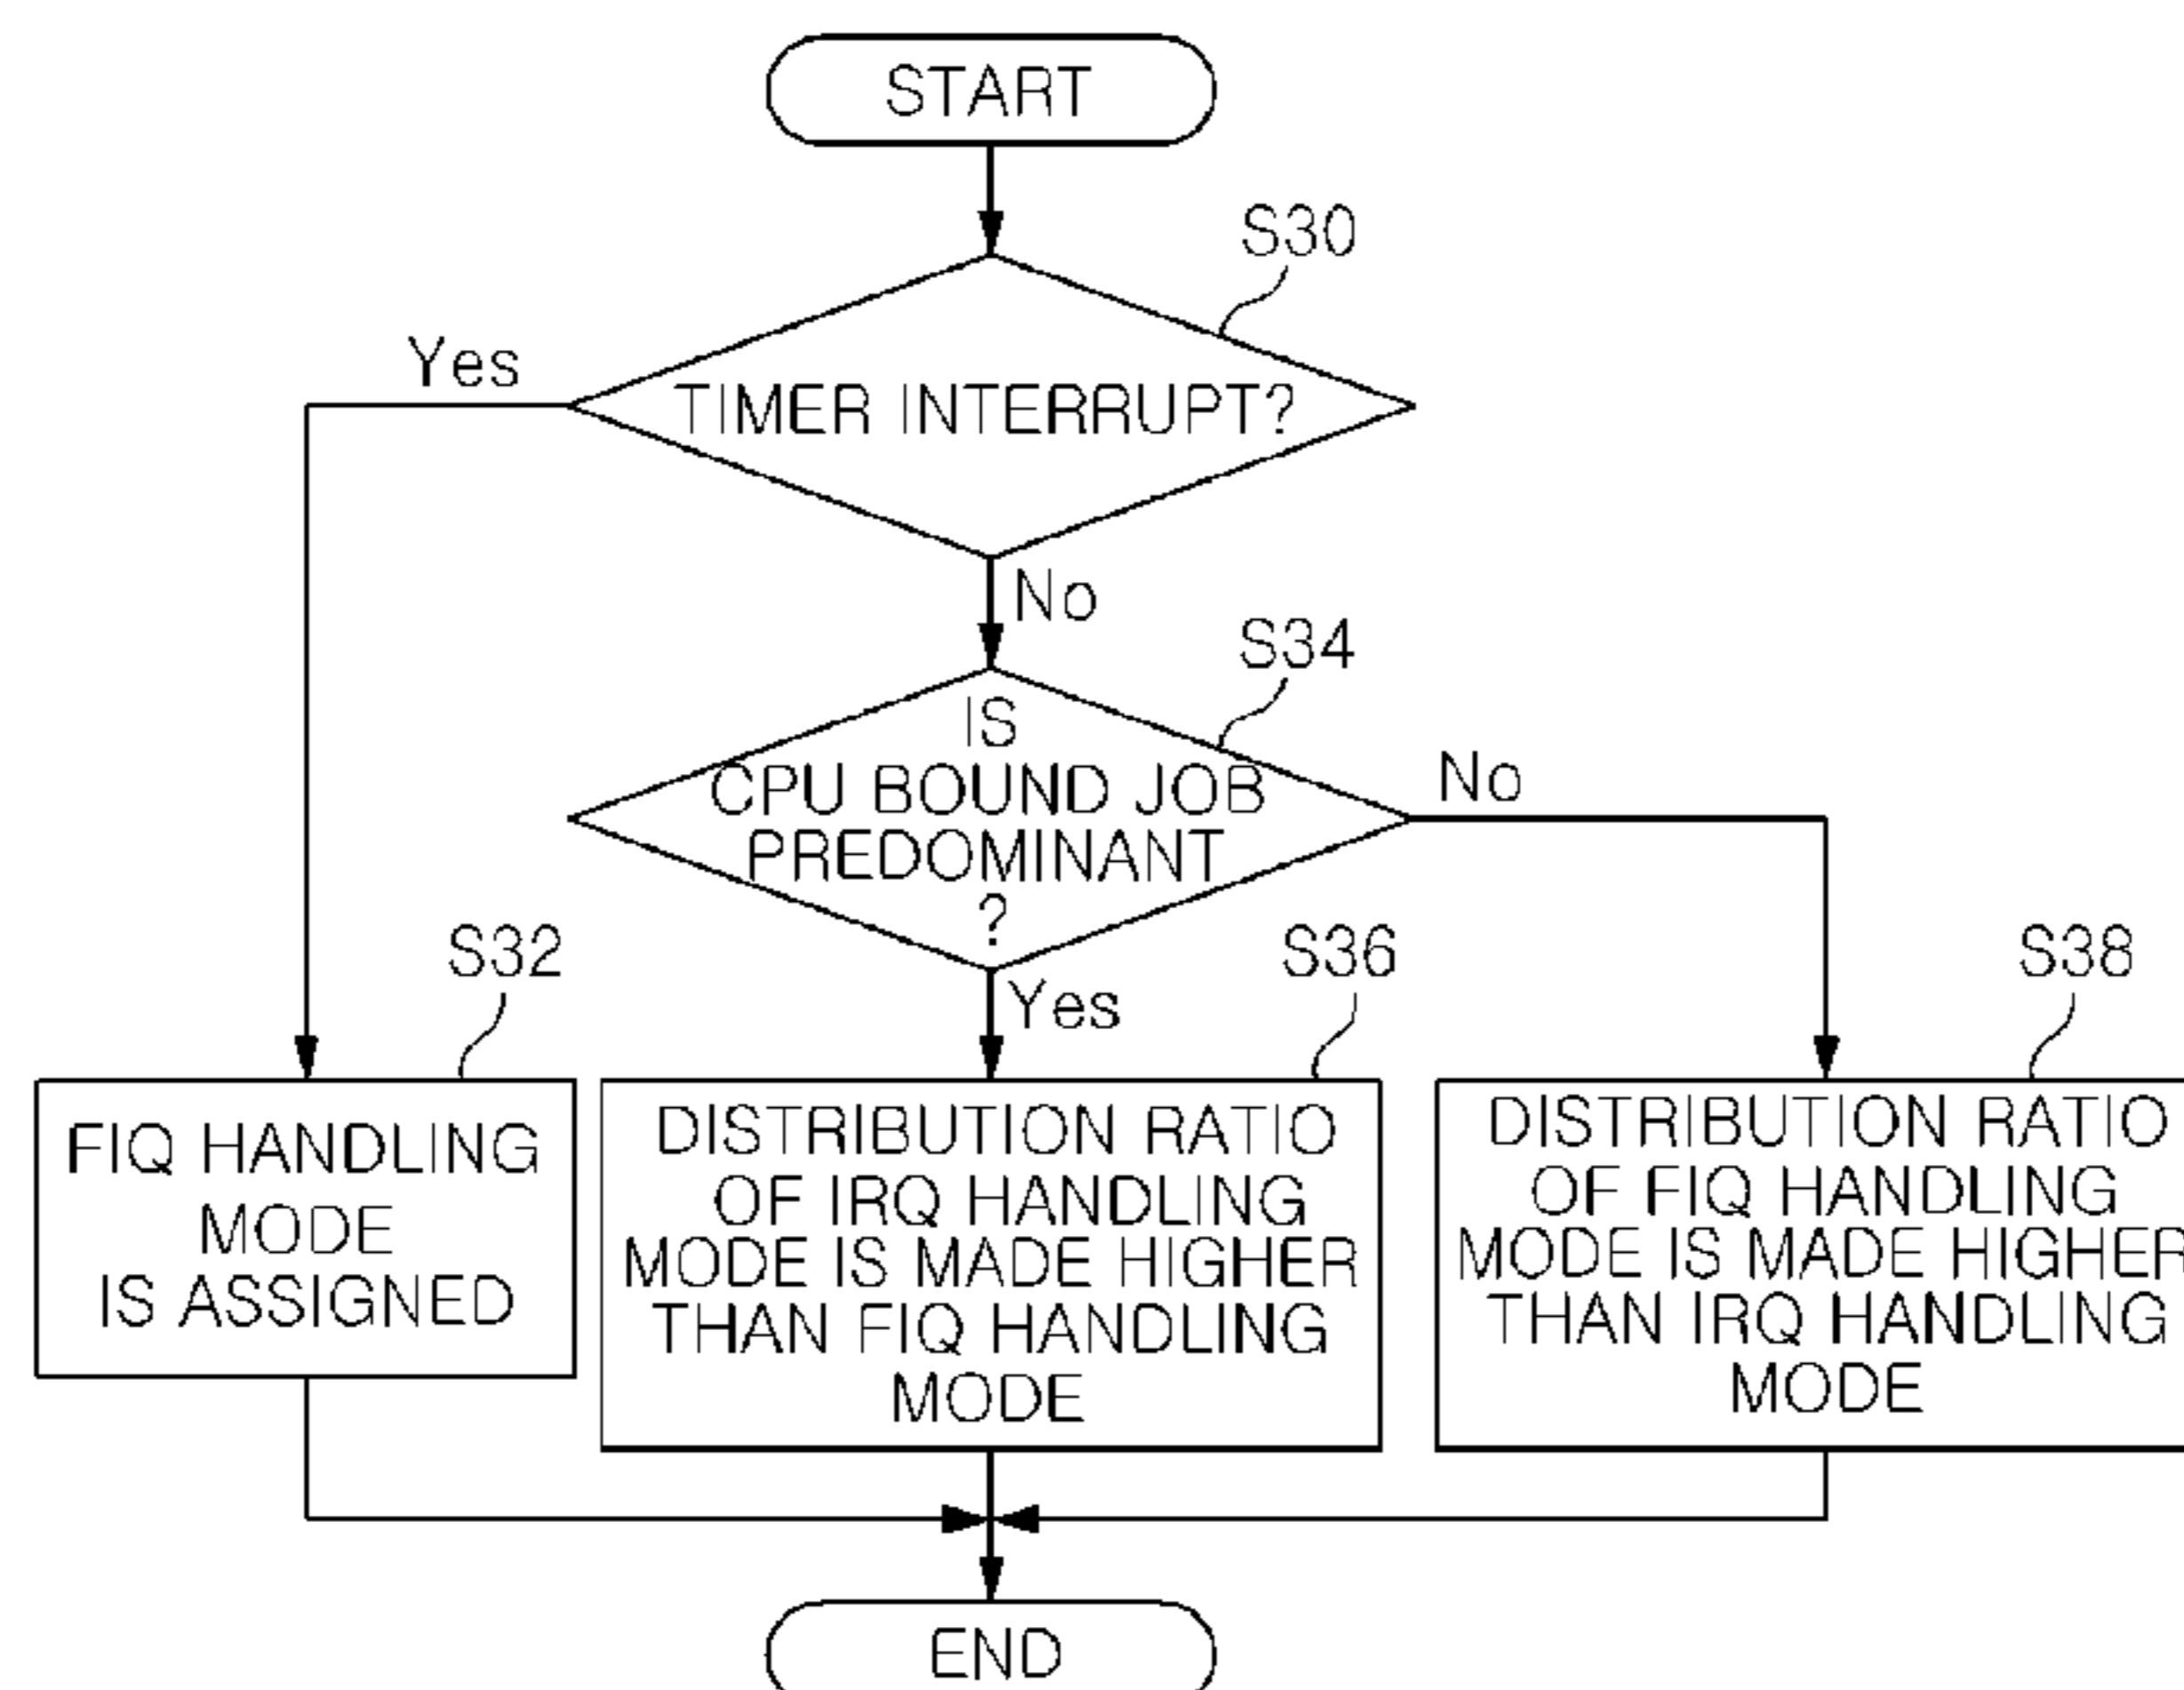 START
S30
Yes
TIMER INTERRUPT?
No
S34
IS
CPU BOUND JOB
PREDOMINANT
?
No
Yes
S32
FIQ HANDLING
MODE
IS ASSIGNED
S36
DISTRIBUTION RATIO
OF IRQ HANDLING
MODE IS MADE HIGHER
THAN FIQ HANDLING
MODE
S38
DISTRIBUTION RATIO
OF FIQ HANDLING
MODE IS MADE HIGHER
THAN IRQ HANDLING
MODE
END